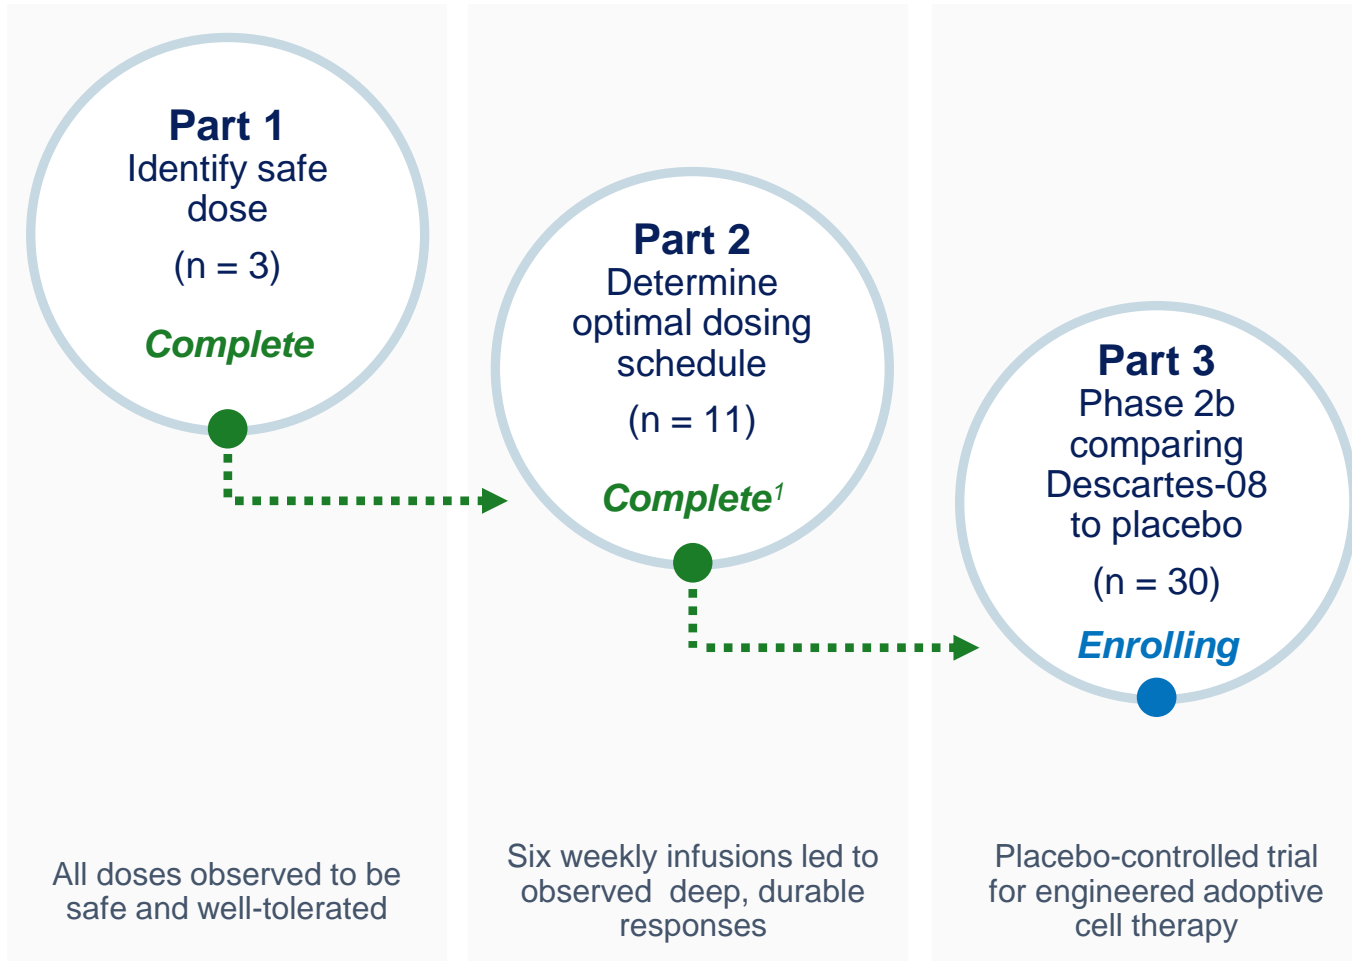 Part 1
Identify safe
dose
(n = 3)
Complete
All doses observed to be
safe and well-tolerated
Part 2
Determine
optimal dosing
schedule
(n = 11)
Complete1
Six weekly infusions led to
observed deep, durable
responses
Part 3
Phase 2b
comparing
Descartes-08
to placebo
(n = 30)
Enrolling
Placebo-controlled trial
for engineered adoptive
cell therapy